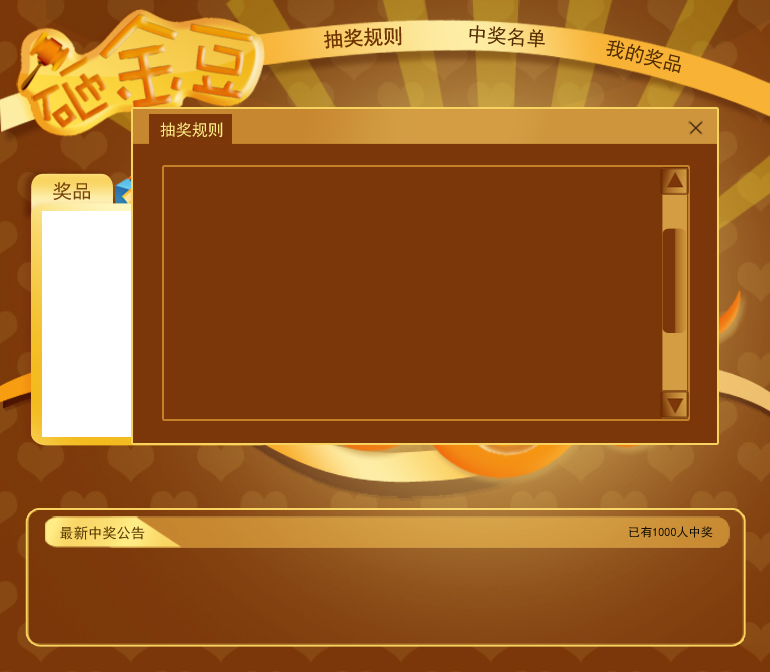 砸金豆
抽奖规则
中奖名单
我的奖品
抽奖规则
奖品
最新中奖公告
已有1000人中奖